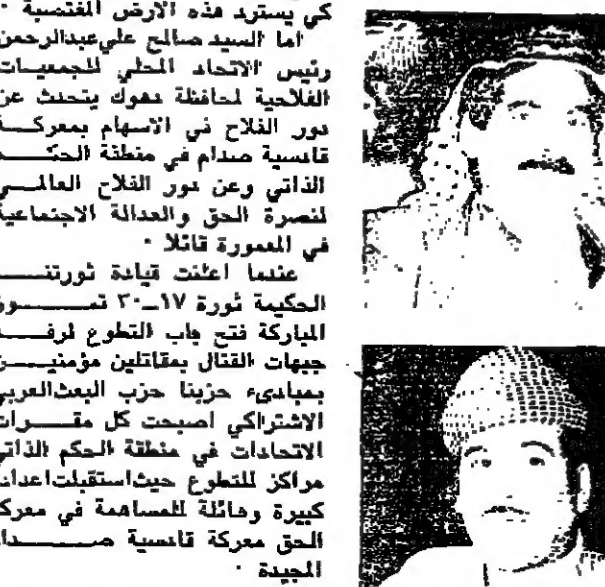 كي يسترد هذه الارض المغتصبة ·
اما السيد صالح علي عبدالرحمن
رئيس الاتحاد المحلي للجمعيات
الفلاحية لمحافظة دهوك يتحدث عن
دور الفلاح في الاسهام بمعركة
قادسية صدام في منطقة الحكم
الذاتي وعن دور الفلاح العالمي
لنصرة الحق والعدالة الاجتماعية
في المعمورة قائلا ·
عندما اعلنت قيادة ثورتنا
الحكيمة ثورة ١٧ــ٣٠ تموز
المباركة فتح باب التطوع لرفد
جبهات القتال بمقاتلين مؤمنين
بمبادىء حزبنا حزب البعث العربي
الاشتراكي اصبحت كل مقرات
الاتحادات في منطقة الحكم الذاتي
مراكز للتطوع حيث استقبلت اعدادا
كبيرة وهائلة للمساهمة في معركة
الحق معركة قادسية صدام
المجيدة ·